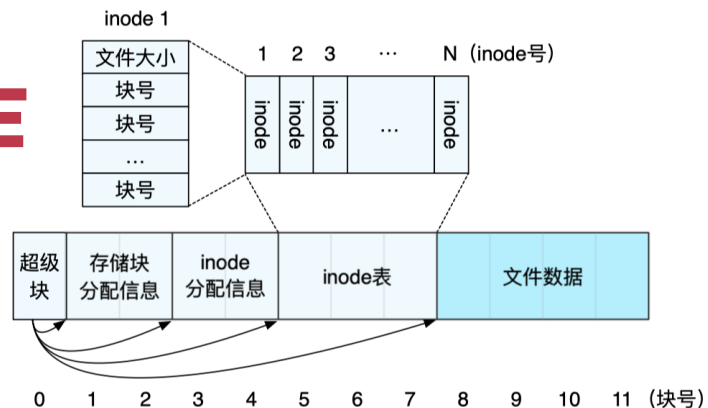 inode 1
文件大小
块号
块号
…
块号
1 2 3 … N（inode号）
inode inode inode … inode
超级
块
存储块
分配信息
inode
分配信息
inode表
文件数据
0 1 2 3 4 5 6 7 8 9 10 11（块号）